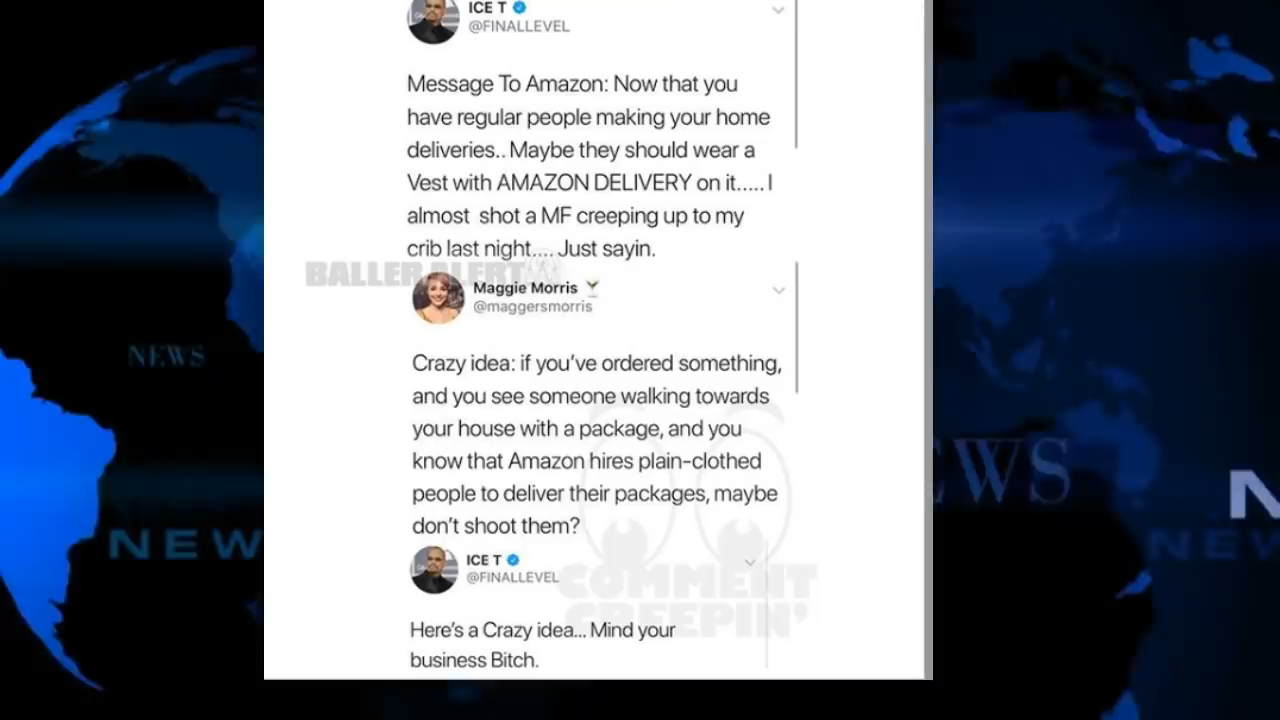 ICE T
@FINALLEVEL
Message To Amazon: Now that you
have regular people making your home
deliveries.. Maybe they should wear a
Vest with AMAZON DELIVERY on it..... I
almost shot a MF creeping up to my
crib last night.... Just sayin.
BALLER ALERT
Maggie Morris
@maggersmorris
Crazy idea: if you've ordered something,
and you see someone walking towards
your house with a package, and you
know that Amazon hires plain-clothed
people to deliver their packages, maybe
don't shoot them?
ICE T
@FINALLEVEL
COMMENT
CREEPIN'
Here's a Crazy idea... Mind your
business Bitch.
NEWS
NEW
EWS
N
NEW